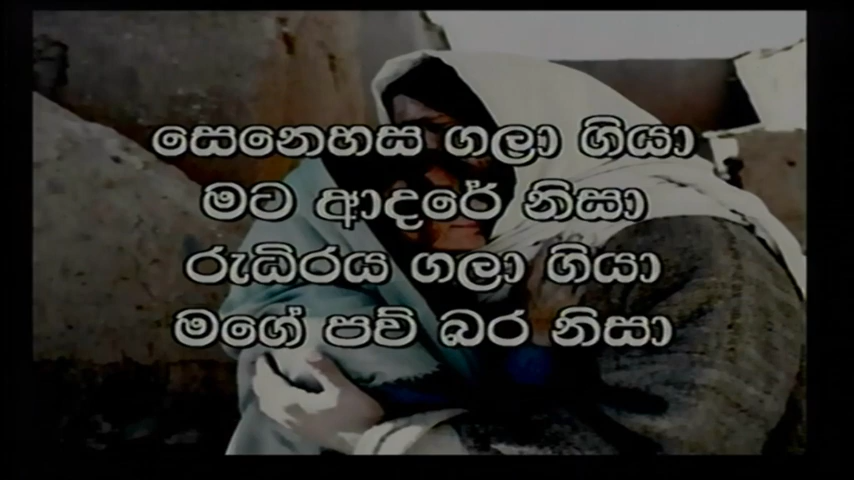 සෙනෙහස ගලා ගියා
මට ආදරේ නිසා
රුධිරය ගලා ගියා
මගේ පව් බර නිසා